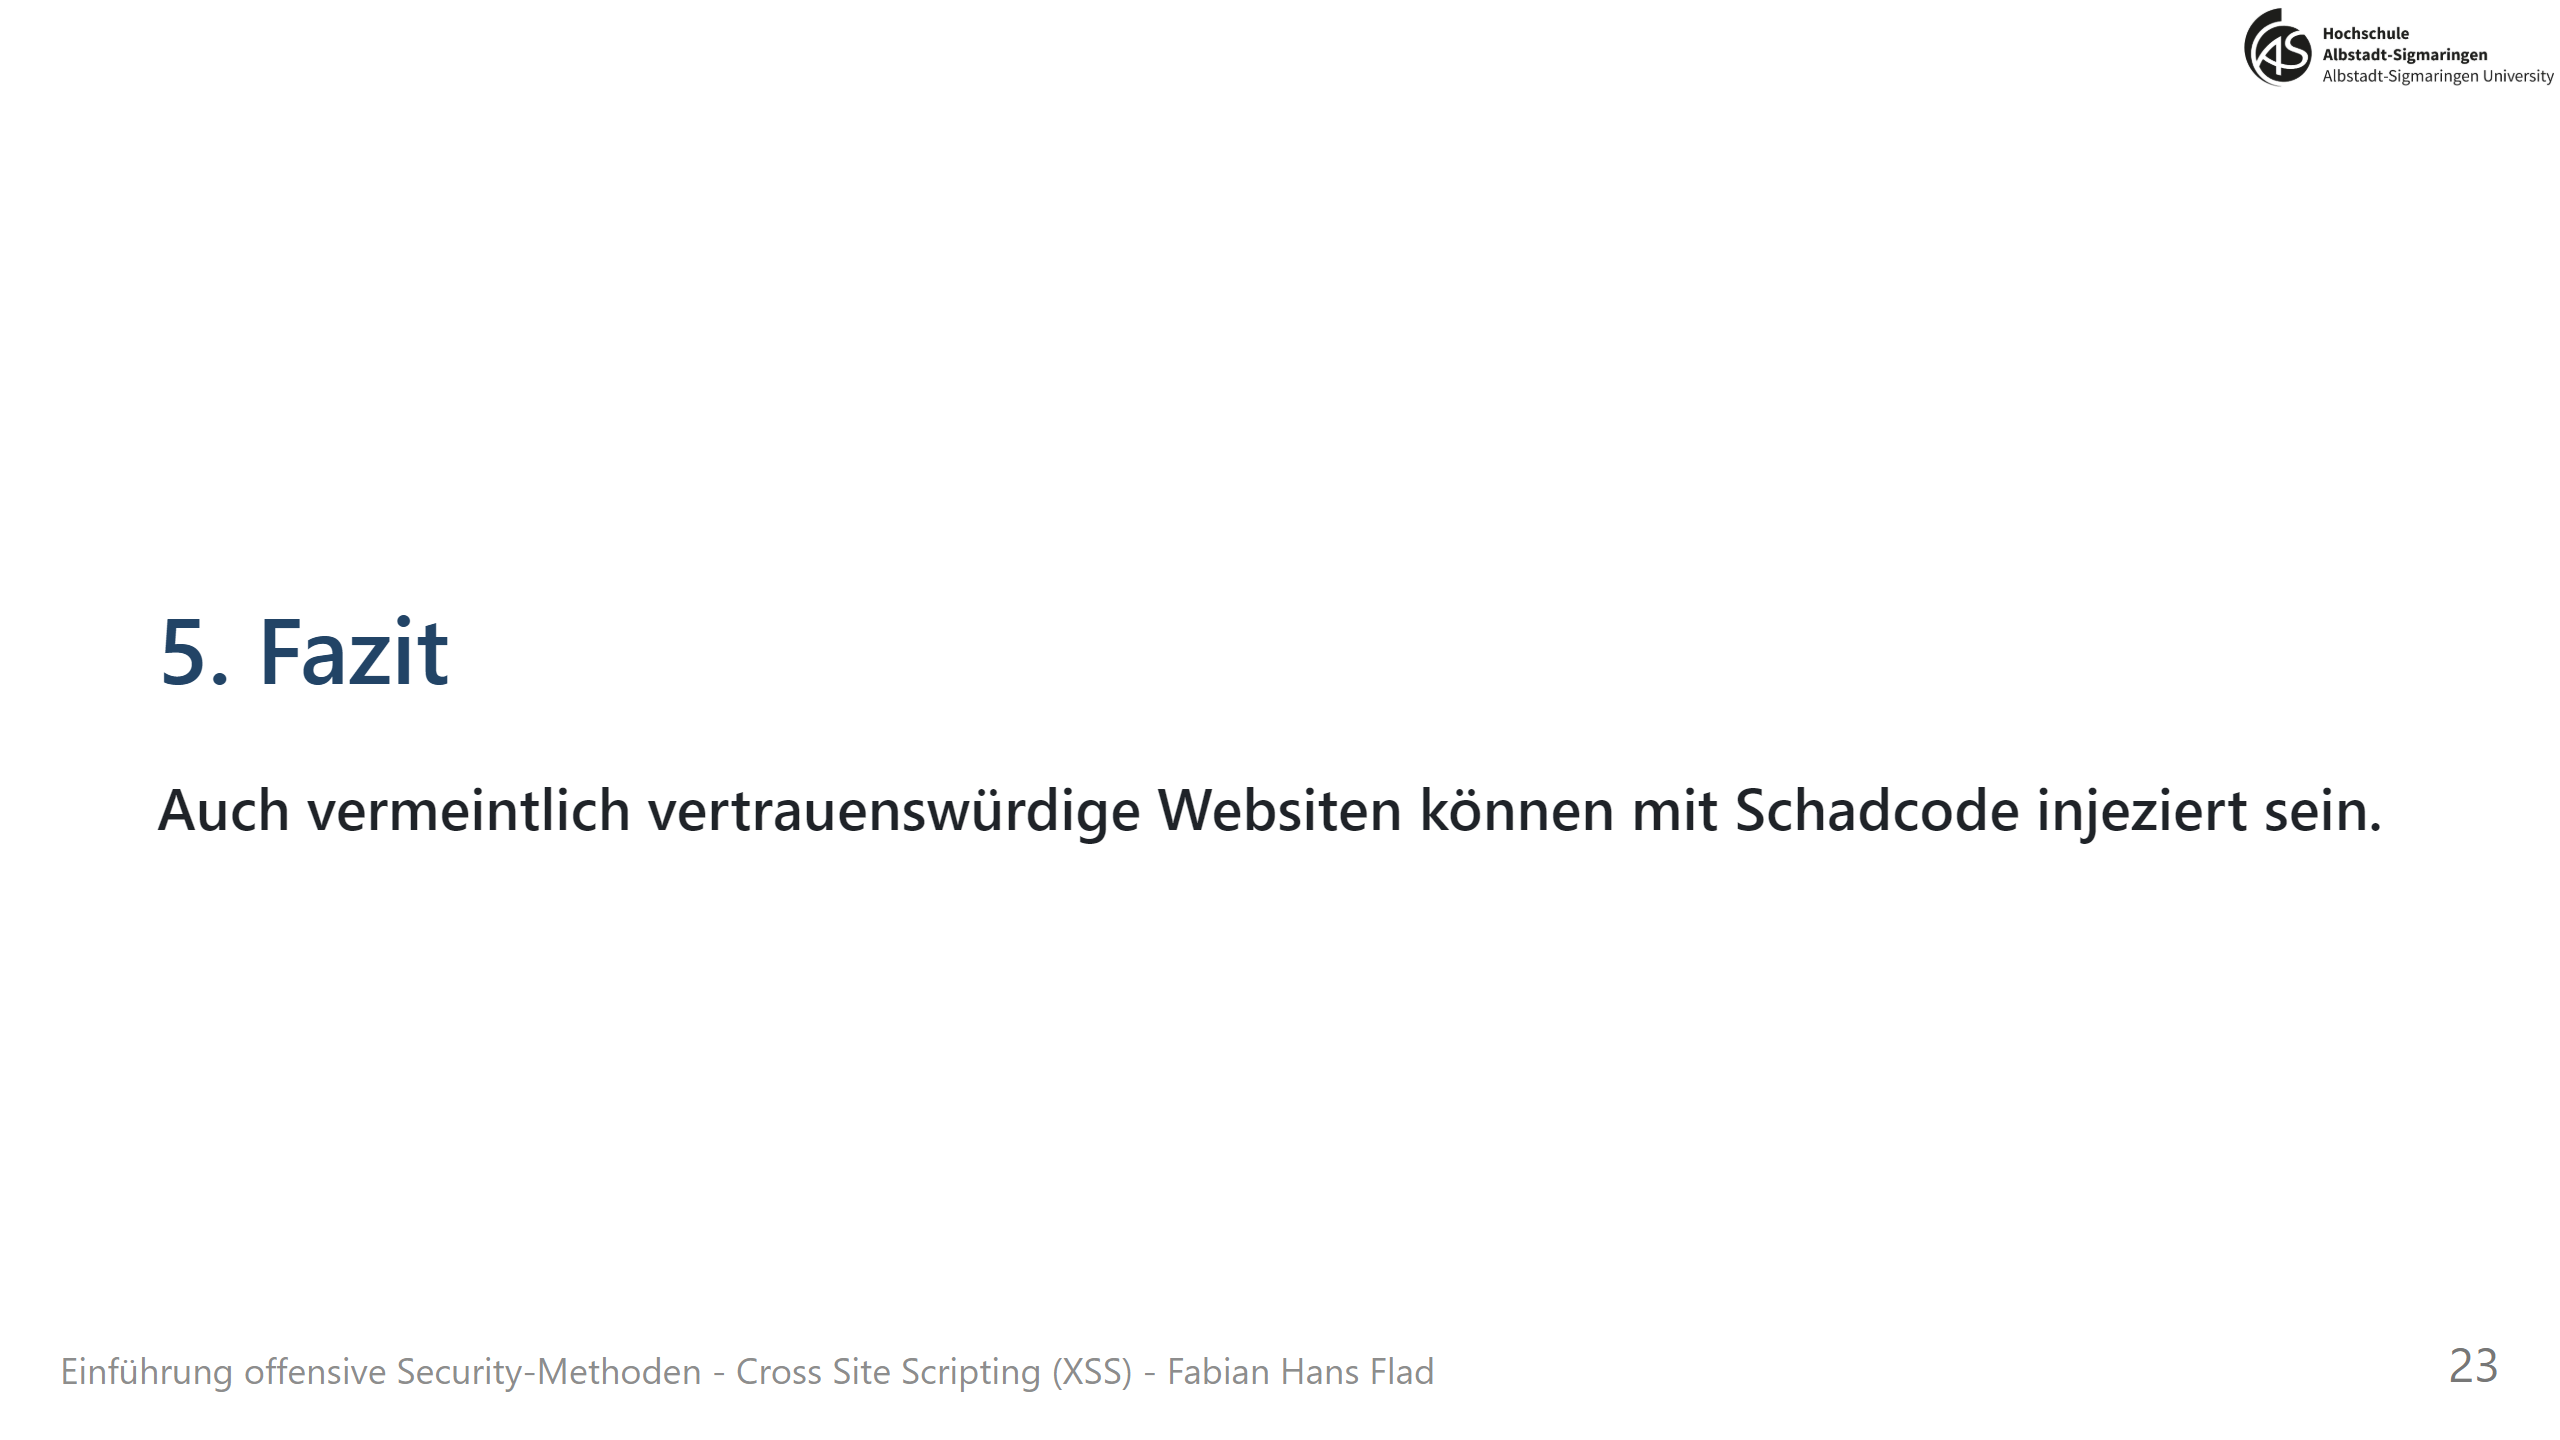 Hochschule
Albstadt-Sigmaringen
Albstadt-Sigmaringen University
5. Fazit
Auch vermeintlich vertrauenswürdige Websiten können mit Schadcode injeziert sein.
Einführung offensive Security-Methoden - Cross Site Scripting (XSS) - Fabian Hans Flad
23